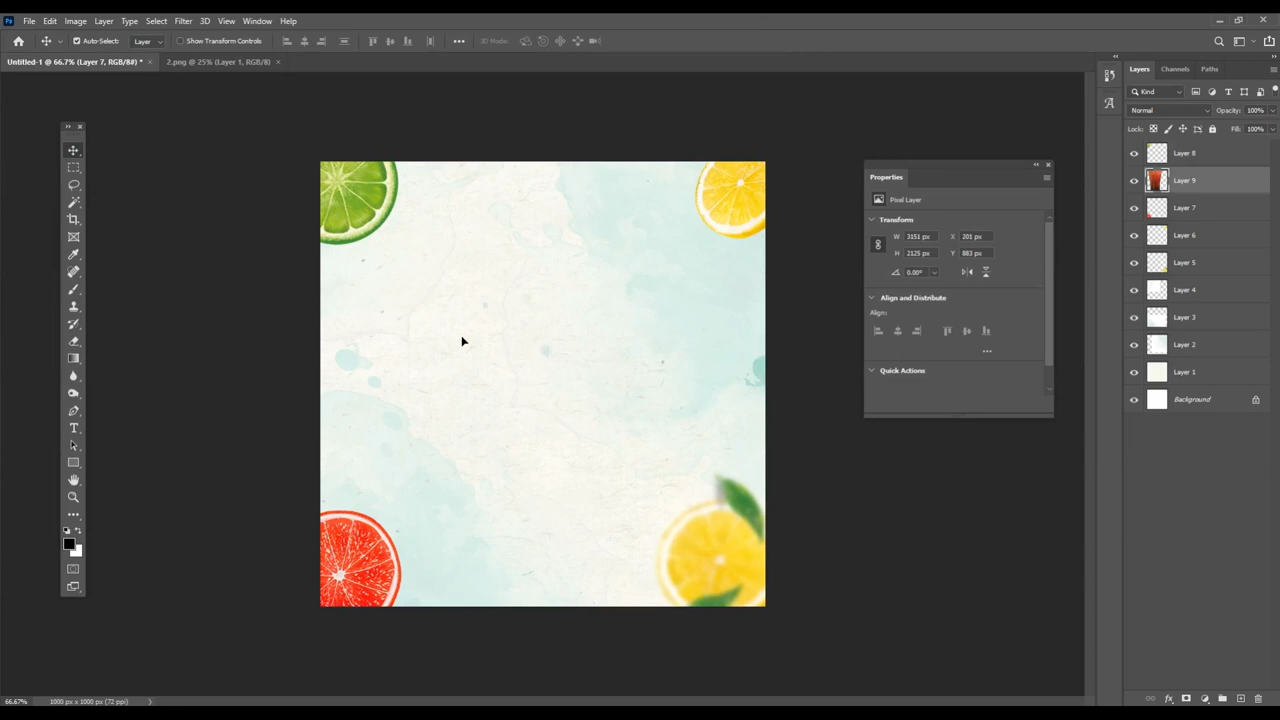 Ps File Edit Image Layer Type Select Filter 3D View Window Help
Auto-Select: Layer Show Transform Controls 3D Mode:
Untitled-1 @ 66.7% (Layer 7, RGB/8#) * × 2.png @ 25% (Layer 1, RGB/8) ×
Layers Channels Paths
Kind
Normal Opacity: 100%
Lock: Fill: 100%
Layer 8
Layer 9
Layer 7
Layer 6
Layer 5
Layer 4
Layer 3
Layer 2
Layer 1
Background
Properties
Pixel Layer
Transform
W 3151 px X 201 px
H 2125 px Y 883 px
0.00°
Align and Distribute
Align:
Quick Actions
66.67% 1000 px x 1000 px (72 ppi)